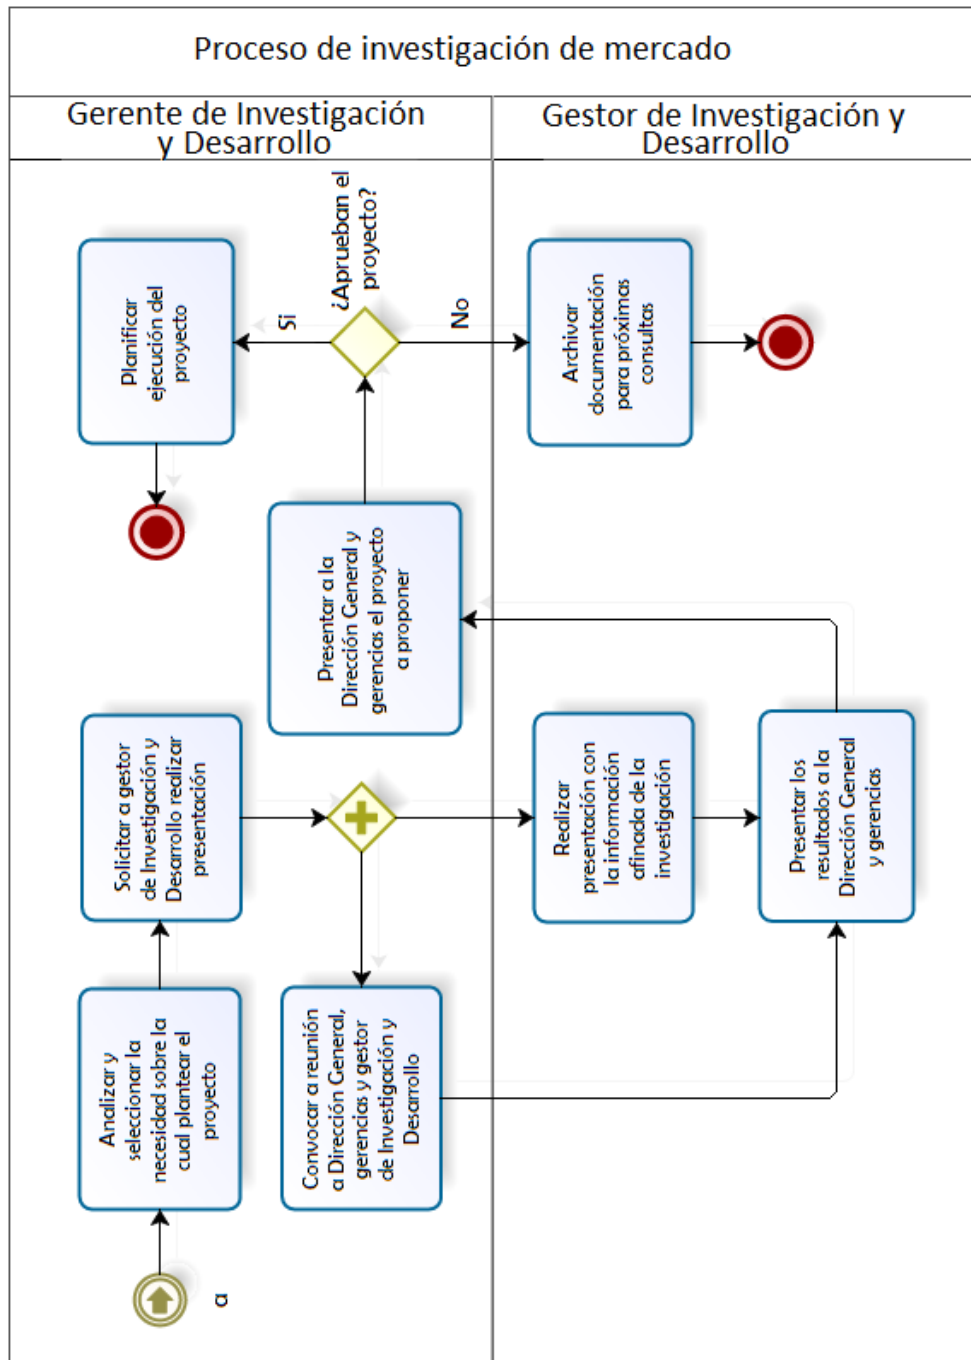 Proceso de investigación de mercado
Gerente de Investigación
y Desarrollo
Gestor de Investigación y
Desarrollo
a
Analizar y
seleccionar la
necesidad sobre la
cual plantear el
proyecto
Solicitar a gestor
de Investigación y
Desarrollo realizar
presentación
Convocar a reunión
a Dirección General,
gerencias y gestor
de Investigación y
Desarrollo
Realizar
presentación con
la información
afinada de la
investigación
Presentar los
resultados a la
Dirección General
y gerencias
Presentar a la
Dirección General y
gerencias el proyecto
a proponer
¿Aprueban el
proyecto?
Si
No
Planificar
ejecución del
proyecto
Archivar
documentación
para próximas
consultas